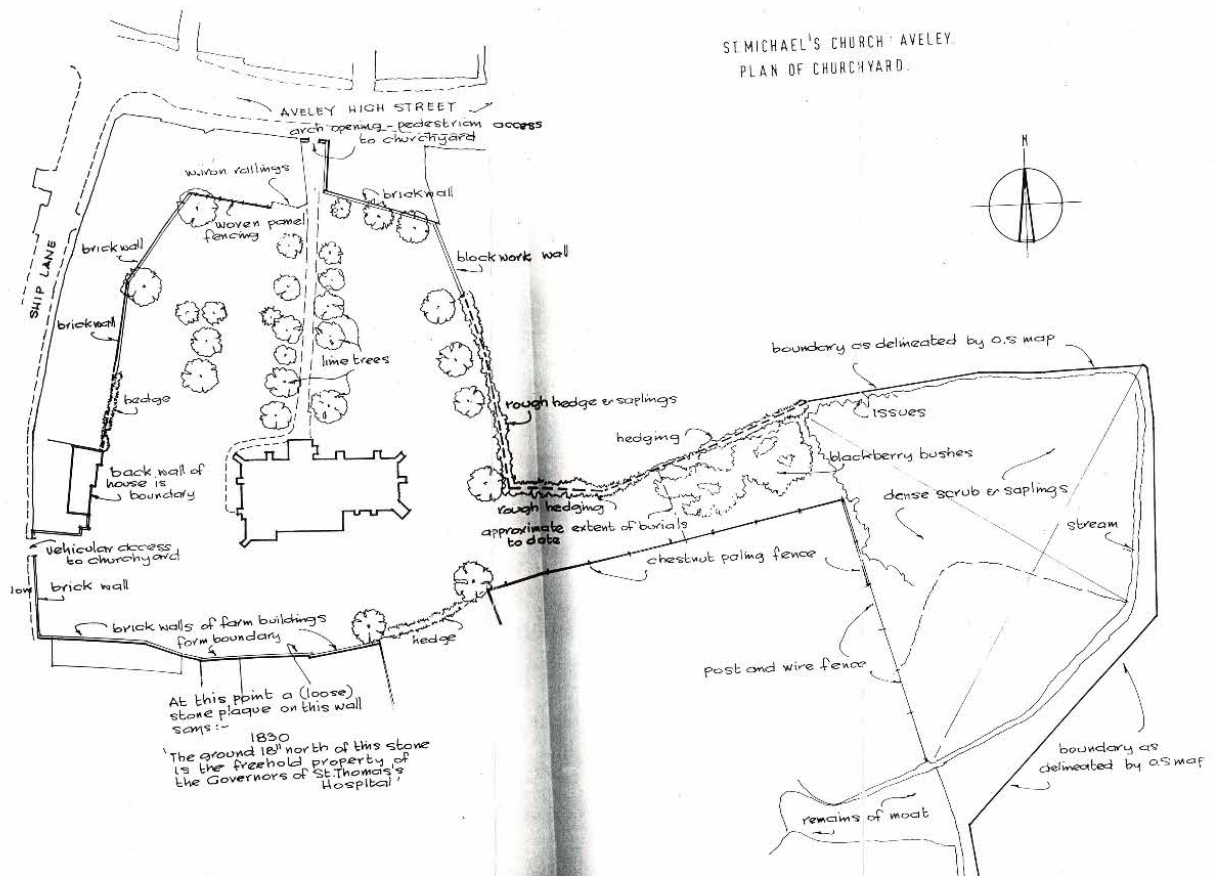 ST. MICHAEL'S CHURCH : AVELEY.
PLAN OF CHURCHYARD.
N
AVELEY HIGH STREET
arch opening - pedestrian access
to churchyard
w.iron railings
brick wall
woven panel
fencing
brick wall
block work wall
SHIP LANE
brick wall
lime trees
hedge
boundary as delineated by O.S map
rough hedge & saplings
issues
hedging
blackberry bushes
back wall of
house is
boundary
dense scrub & saplings
rough hedging
approximate extent of burials
to date
stream
vehicular access
to churchyard
chestnut paling fence
low brick wall
brick walls of farm buildings
form boundary
hedge
post and wire fence
At this point a (loose)
stone plaque on this wall
says :-
1830
'The ground 18" north of this stone
is the freehold property of
the Governors of St. Thomas's
Hospital'
boundary as
delineated by O.S map
remains of moat